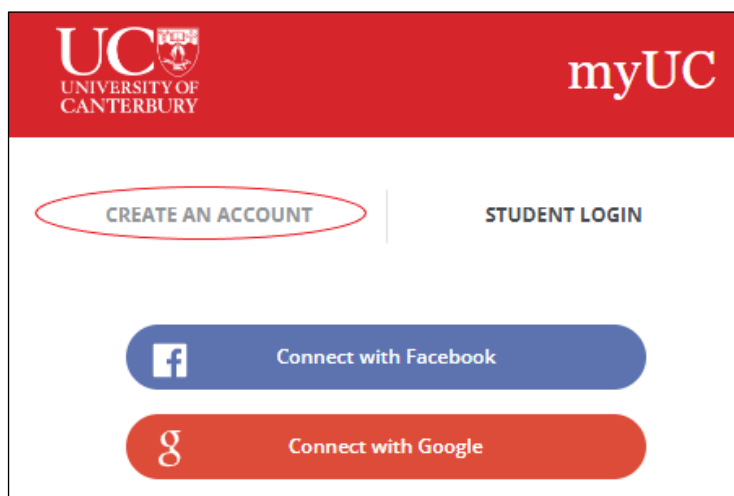 UC
UNIVERSITY OF
CANTERBURY
myUC
CREATE AN ACCOUNT
STUDENT LOGIN
f
Connect with Facebook
g
Connect with Google